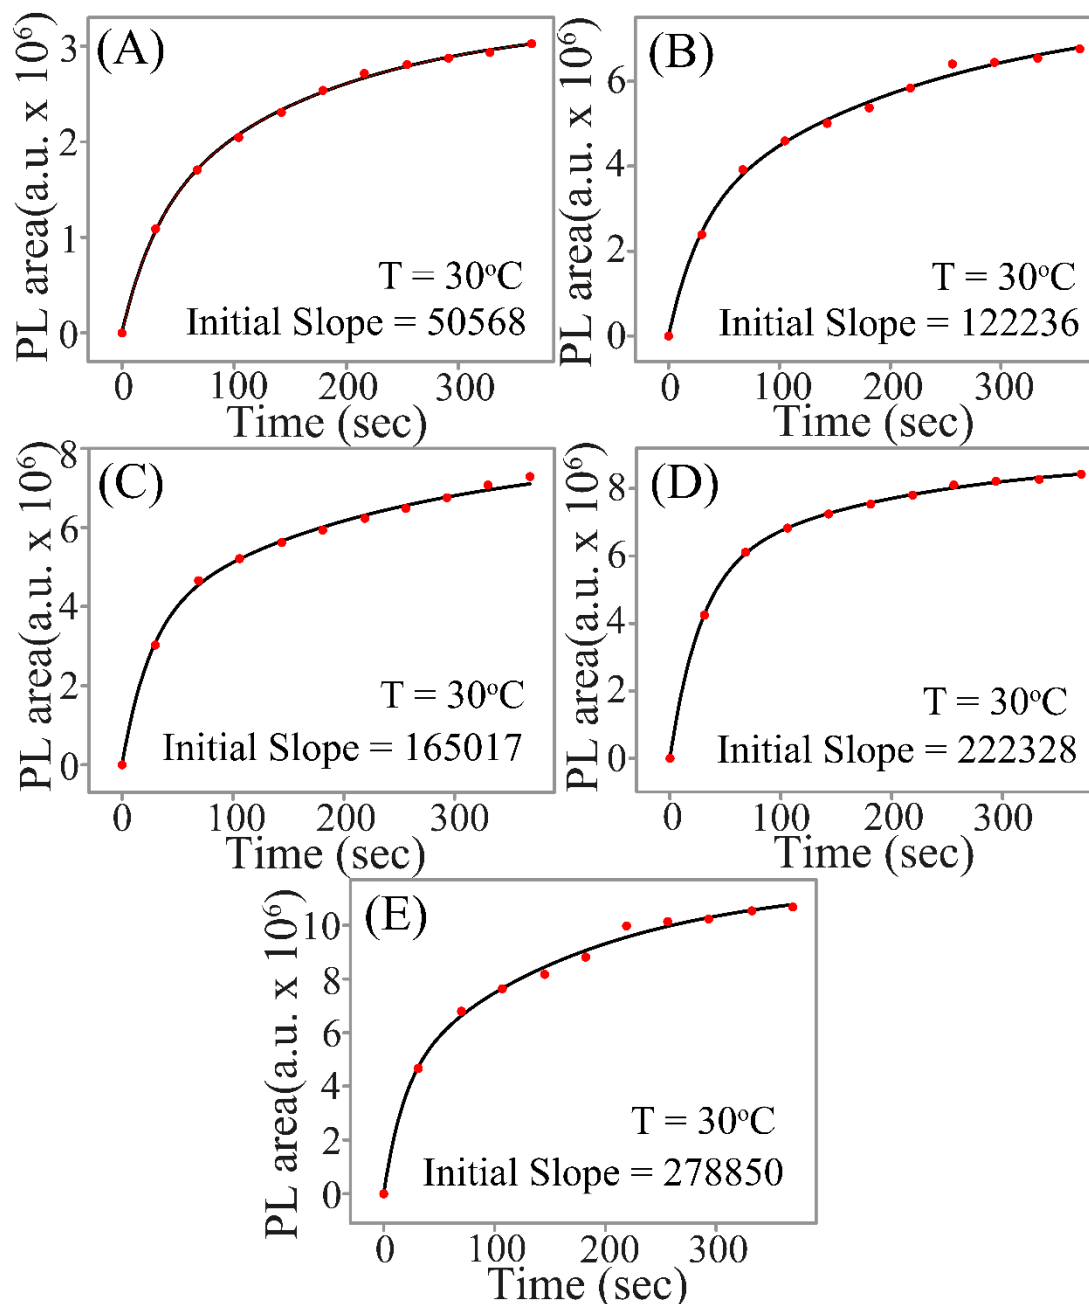 (A)
PL area(a.u. x 10⁶)
3
2
1
0
T = 30°C
Initial Slope = 50568
0 100 200 300
Time (sec)
(B)
PL area(a.u. x 10⁶)
6
4
2
0
T = 30°C
Initial Slope = 122236
0 100 200 300
Time (sec)
(C)
PL area(a.u. x 10⁶)
8
6
4
2
0
T = 30°C
Initial Slope = 165017
0 100 200 300
Time (sec)
(D)
PL area(a.u. x 10⁶)
8
6
4
2
0
T = 30°C
Initial Slope = 222328
0 100 200 300
Time (sec)
(E)
PL area(a.u. x 10⁶)
10
8
6
4
2
0
T = 30°C
Initial Slope = 278850
0 100 200 300
Time (sec)